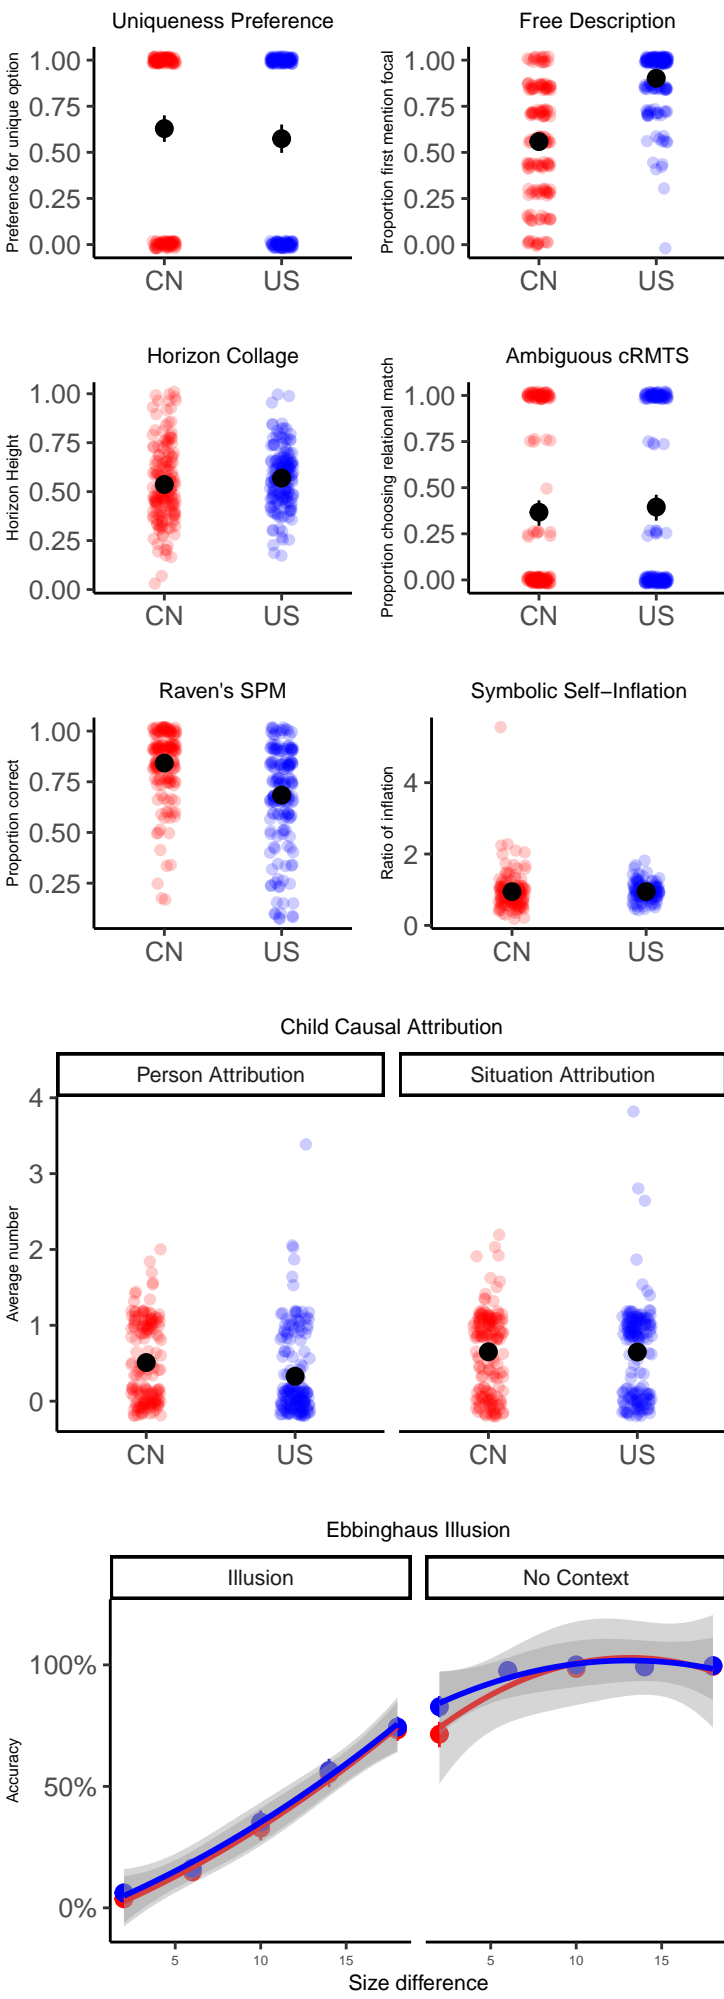 Uniqueness Preference
Preference for unique option
1.00
0.75
0.50
0.25
0.00
CN
US
Free Description
Proportion first mention focal
1.00
0.75
0.50
0.25
0.00
CN
US
Horizon Collage
Horizon Height
1.00
0.75
0.50
0.25
0.00
CN
US
Ambiguous cRMTS
Proportion choosing relational match
1.00
0.75
0.50
0.25
0.00
CN
US
Raven's SPM
Proportion correct
1.00
0.75
0.50
0.25
CN
US
Symbolic Self−Inflation
Ratio of inflation
4
2
0
CN
US
Child Causal Attribution
Person Attribution
Situation Attribution
Average number
4
3
2
1
0
CN
US
CN
US
Ebbinghaus Illusion
Illusion
No Context
Accuracy
100%
50%
0%
5
10
15
5
10
15
Size difference